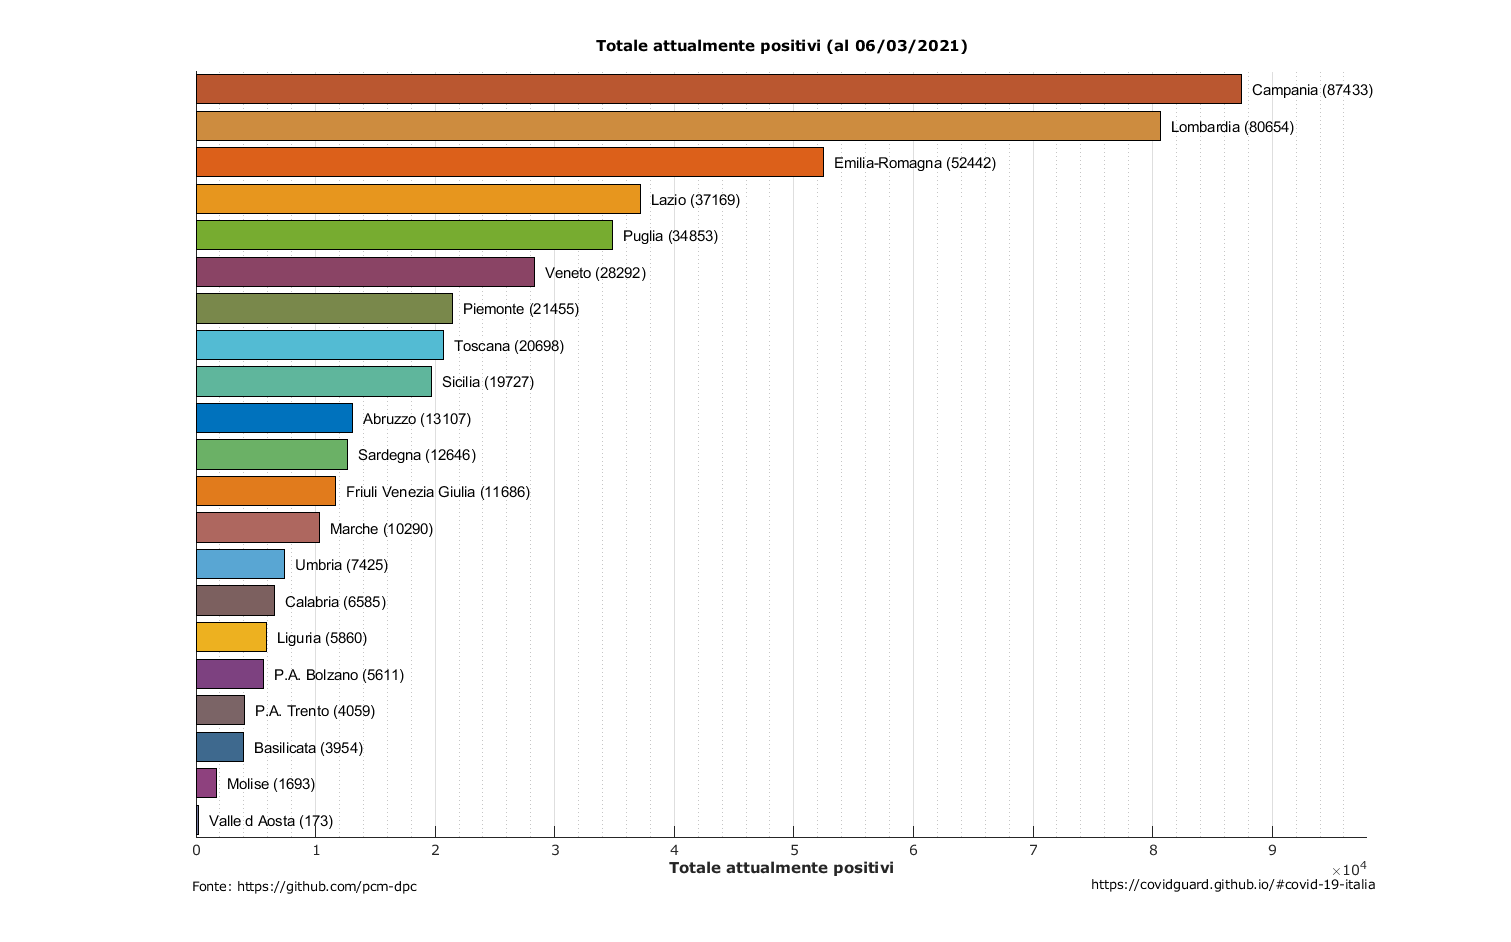 Totale attualmente positivi (al 06/03/2021)
Campania (87433)
Lombardia (80654)
Emilia-Romagna (52442)
Lazio (37169)
Puglia (34853)
Veneto (28292)
Piemonte (21455)
Toscana (20698)
Sicilia (19727)
Abruzzo (13107)
Sardegna (12646)
Friuli Venezia Giulia (11686)
Marche (10290)
Umbria (7425)
Calabria (6585)
Liguria (5860)
P.A. Bolzano (5611)
P.A. Trento (4059)
Basilicata (3954)
Molise (1693)
Valle d Aosta (173)
0 1 2 3 4 5 6 7 8 9
×10⁴
Totale attualmente positivi
Fonte: https://github.com/pcm-dpc
https://covidguard.github.io/#covid-19-italia